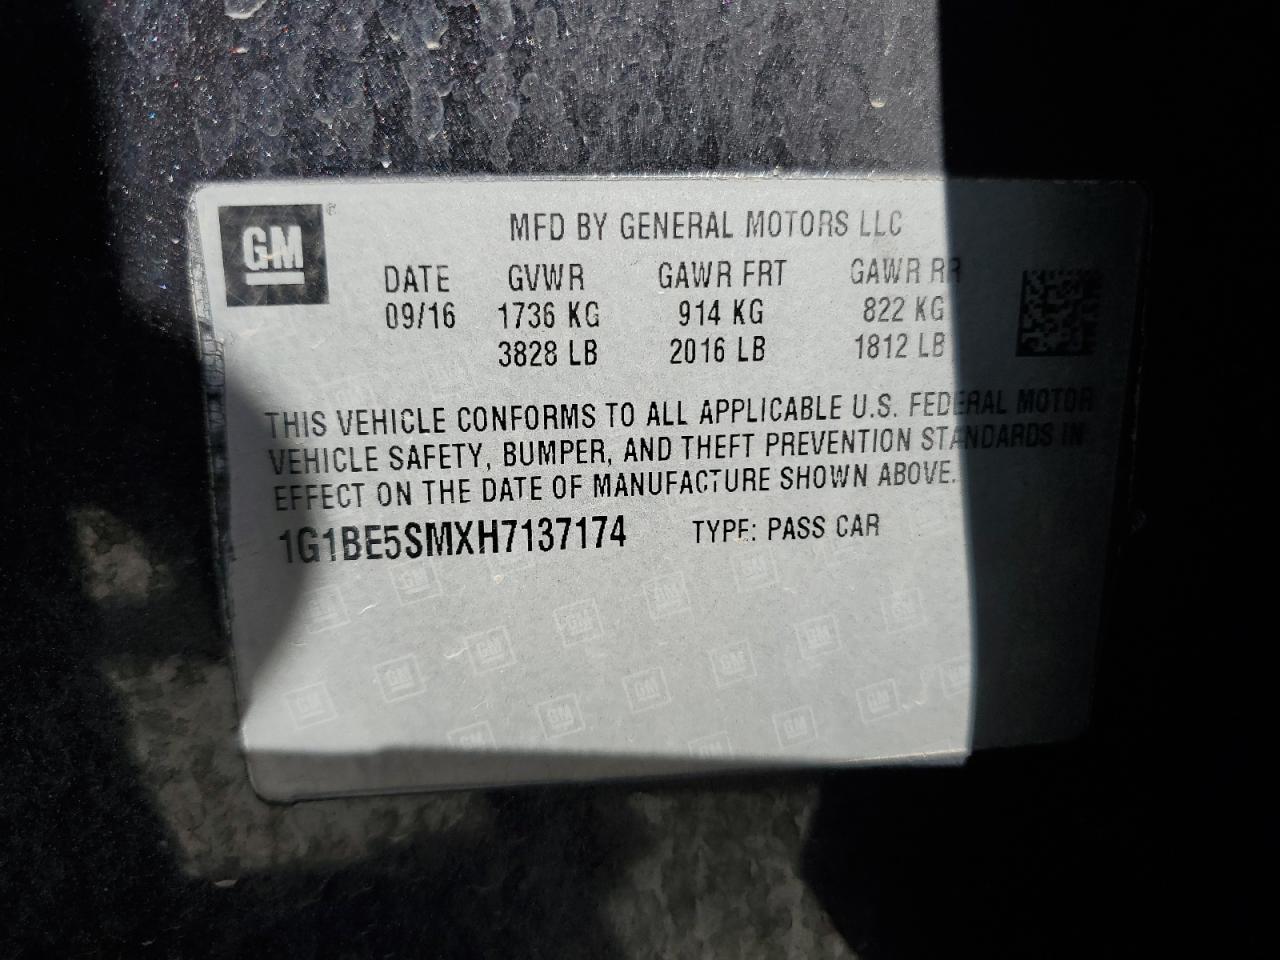 GM
MFD BY GENERAL MOTORS LLC
DATE GVWR GAWR FRT GAWR RR
09/16 1736 KG 914 KG 822 KG
3828 LB 2016 LB 1812 LB
THIS VEHICLE CONFORMS TO ALL APPLICABLE U.S. FEDERAL MOTOR
VEHICLE SAFETY, BUMPER, AND THEFT PREVENTION STANDARDS IN
EFFECT ON THE DATE OF MANUFACTURE SHOWN ABOVE.
1G1BE5SMXH7137174 TYPE: PASS CAR